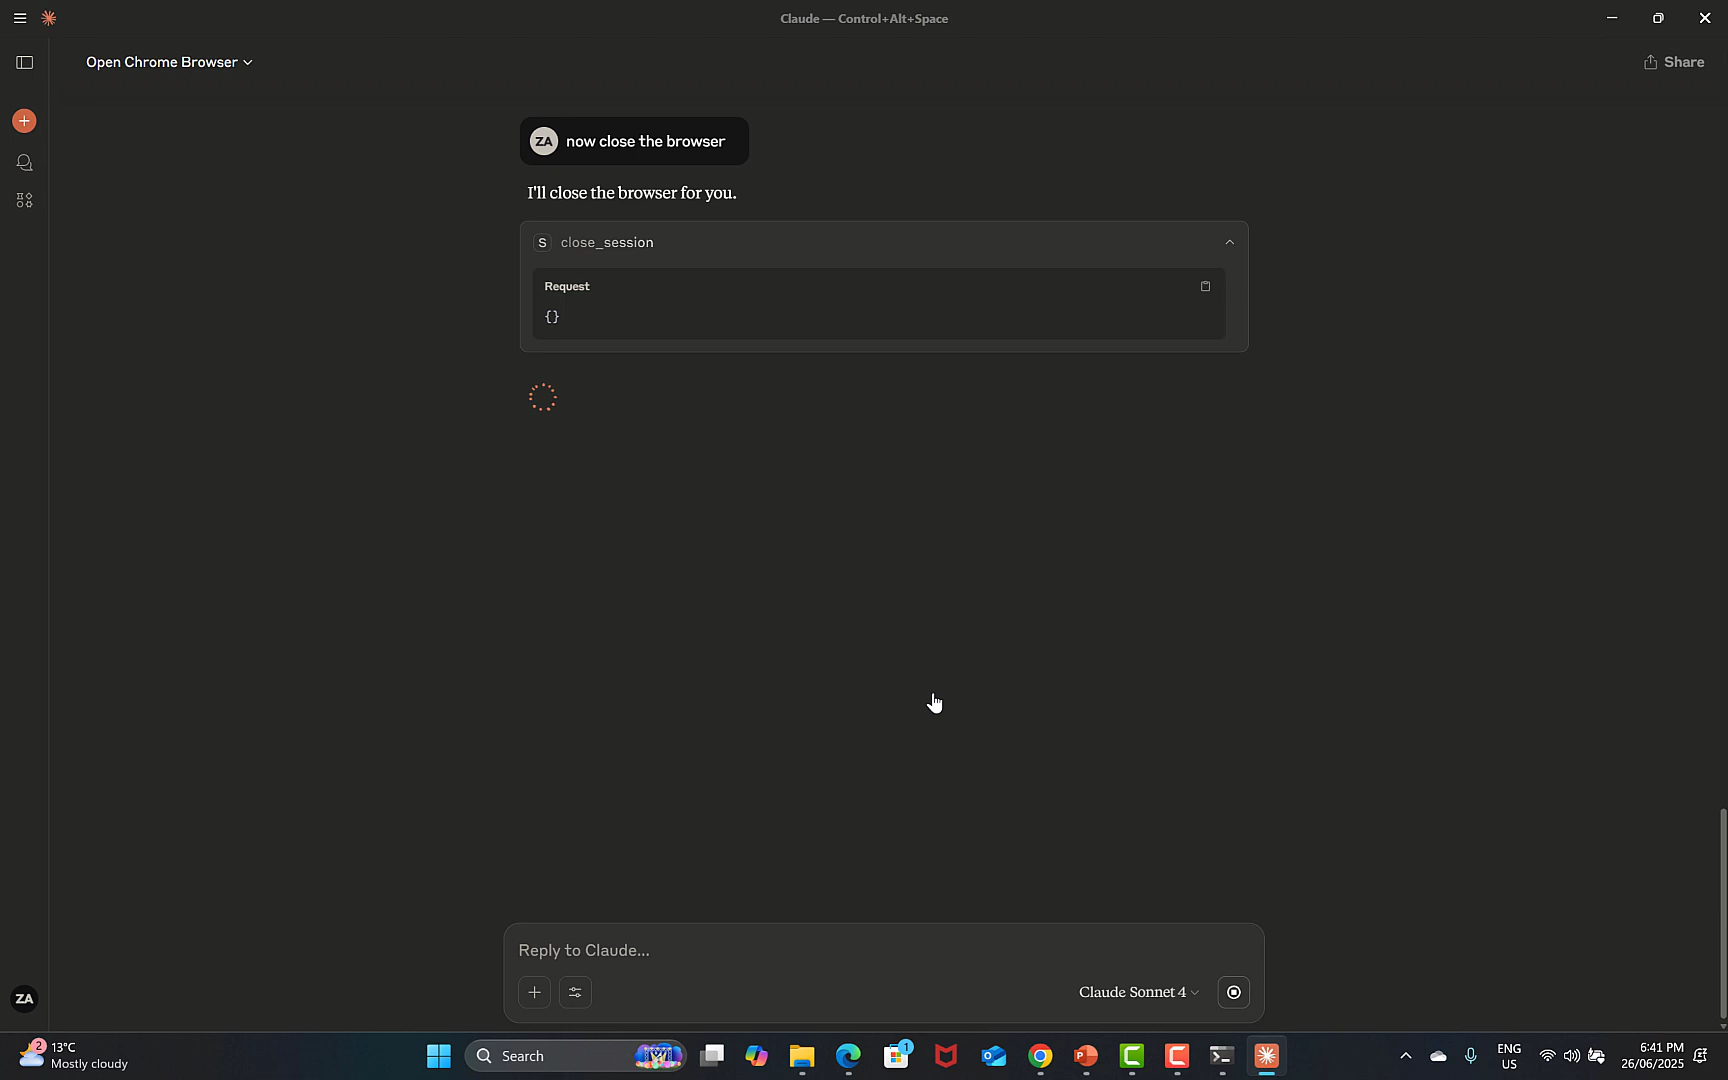 Claude — Control+Alt+Space
Open Chrome Browser
Share
ZA now close the browser
I'll close the browser for you.
S close_session
Request
{}
Reply to Claude...
Claude Sonnet 4
ZA
2
13°C
Mostly cloudy
Search
1
P
ENG
US
6:41 PM
26/06/2025